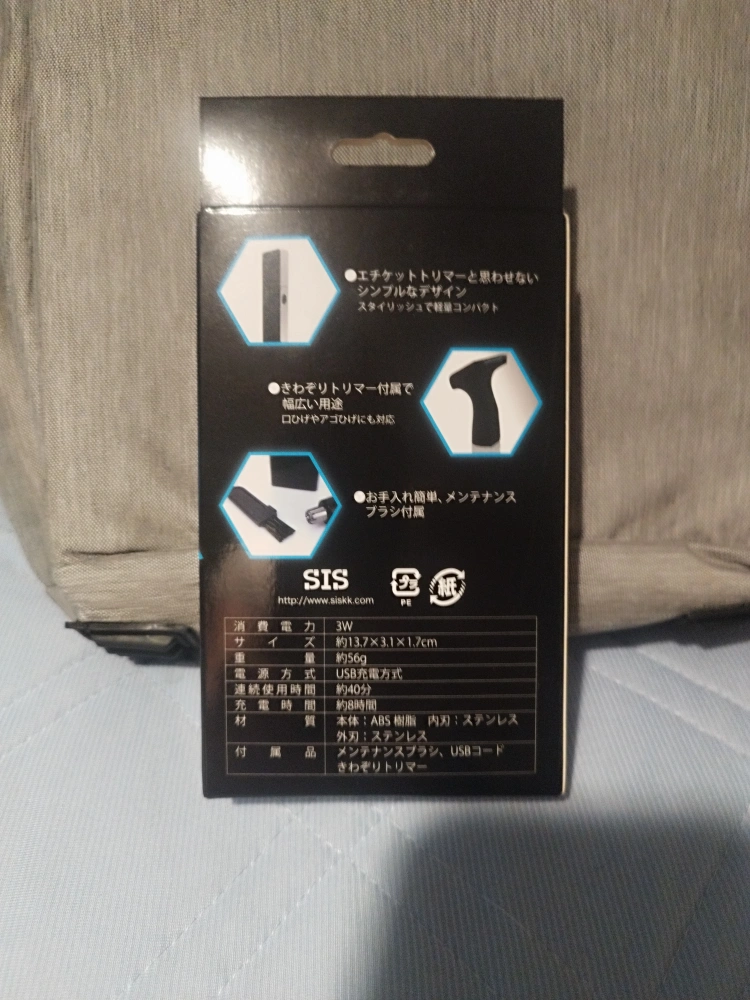 ●エチケットトリマーと思わせない
シンプルなデザイン
スタイリッシュで軽量コンパクト
●きわぞりトリマー付属で
幅広い用途
口ひげやアゴひげにも対応
●お手入れ簡単、メンテナンス
ブラシ付属
SIS
http://www.siskk.com
プラ
PE
紙
消費電力 3W
サイズ 約13.7×3.1×1.7cm
重量 約56g
電源方式 USB充電方式
連続使用時間 約40分
充電時間 約8時間
材質 本体：ABS 樹脂 内刃：ステンレス
外刃：ステンレス
付属品 メンテナンスブラシ、USBコード
きわぞりトリマー